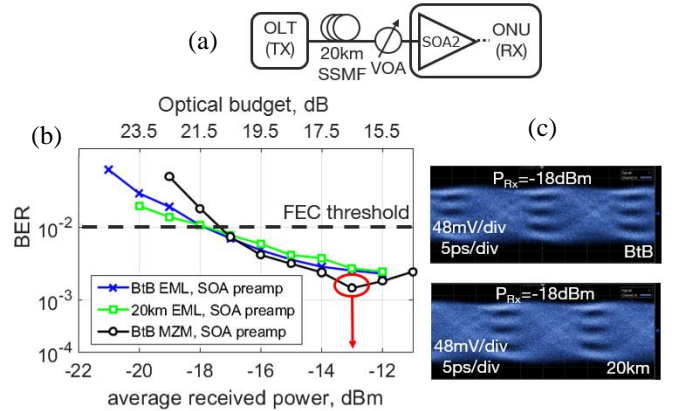 (a)
OLT
(TX)
20km
SSMF
VOA
SOA2
ONU
(RX)
(b)
Optical budget, dB
23.5 21.5 19.5 17.5 15.5
BER
10-2
10-3
10-4
FEC threshold
BtB EML, SOA preamp
20km EML, SOA preamp
BtB MZM, SOA preamp
-22 -20 -18 -16 -14 -12
average received power, dBm
(c)
PRx=-18dBm
48mV/div
5ps/div
BtB
PRx=-18dBm
48mV/div
5ps/div
20km